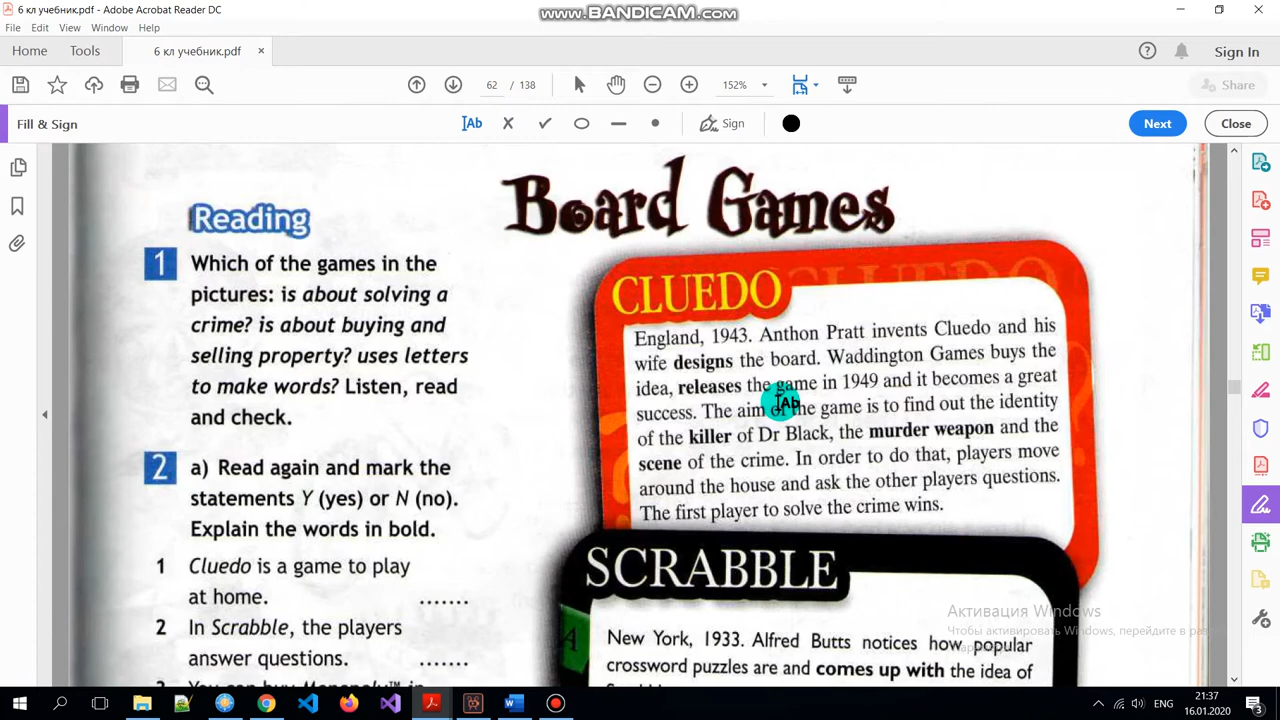 6 кл учебник.pdf - Adobe Acrobat Reader DC
www.BANDICAM.com
File Edit View Window Help
Home Tools 6 кл учебник.pdf × Sign In
62 / 138 152% Share
Fill & Sign Ab Sign Next Close
Board Games
Reading
1 Which of the games in the
pictures: is about solving a
crime? is about buying and
selling property? uses letters
to make words? Listen, read
and check.
2 a) Read again and mark the
statements Y (yes) or N (no).
Explain the words in bold.
1 Cluedo is a game to play
at home. .......
2 In Scrabble, the players
answer questions. .......
CLUEDO
England, 1943. Anthon Pratt invents Cluedo and his
wife designs the board. Waddington Games buys the
idea, releases the game in 1949 and it becomes a great
success. The aim of the game is to find out the identity
of the killer of Dr Black, the murder weapon and the
scene of the crime. In order to do that, players move
around the house and ask the other players questions.
The first player to solve the crime wins.
SCRABBLE
A
New York, 1933. Alfred Butts notices how popular
crossword puzzles are and comes up with the idea of
Ab
Активация Windows
Чтобы активировать Windows, перейдите в
ENG
21:37
16.01.2020
3